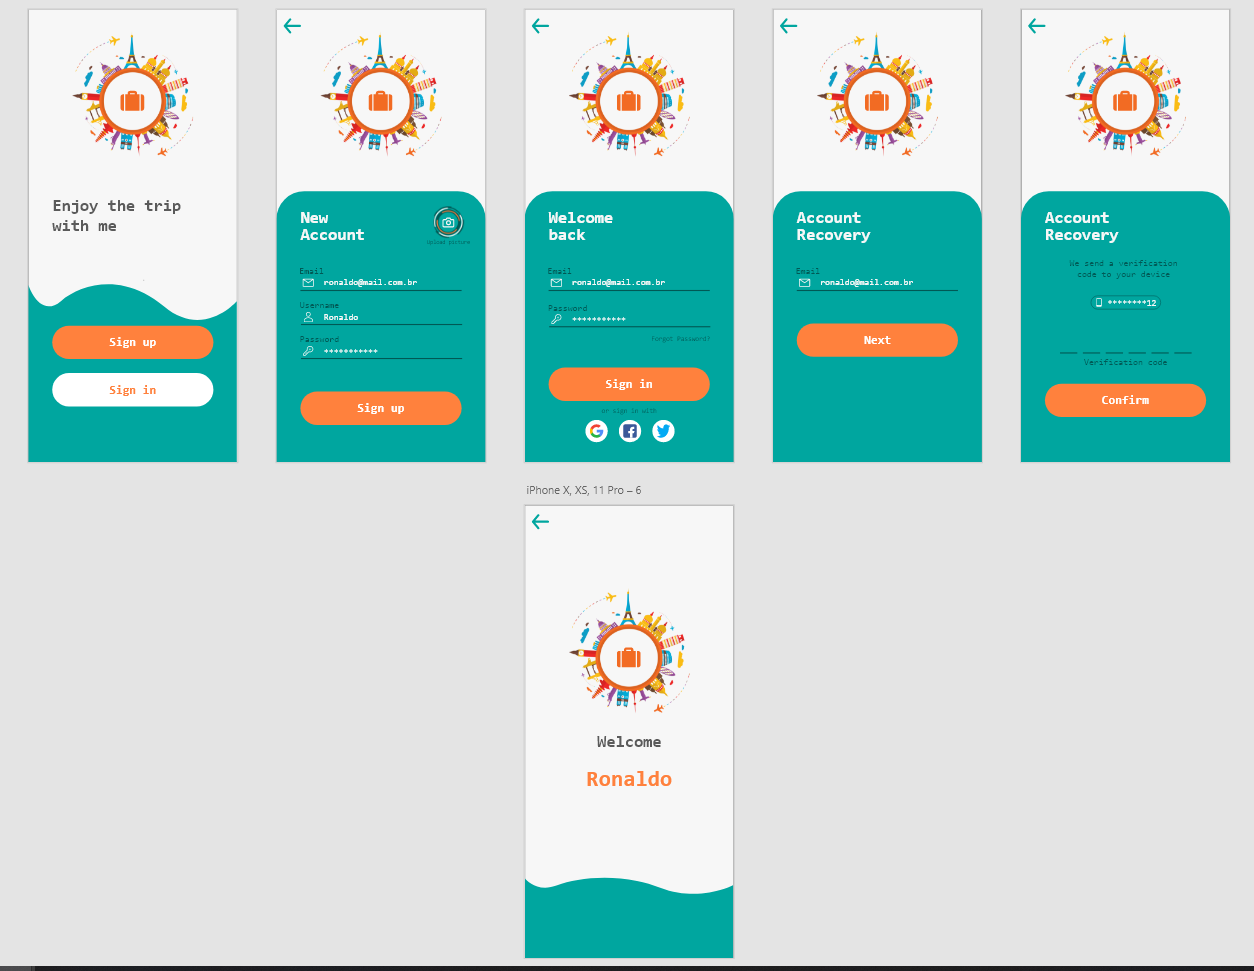 Enjoy the trip
with me
Sign up
Sign in
New
Account
Upload picture
Email
ronaldo@mail.com.br
Username
Ronaldo
Password
***********
Sign up
Welcome
back
Email
ronaldo@mail.com.br
Password
***********
Forgot Password?
Sign in
or sign in with
Account
Recovery
Email
ronaldo@mail.com.br
Next
Account
Recovery
We send a verification
code to your device
********12
Verification code
Confirm
iPhone X, XS, 11 Pro – 6
Welcome
Ronaldo